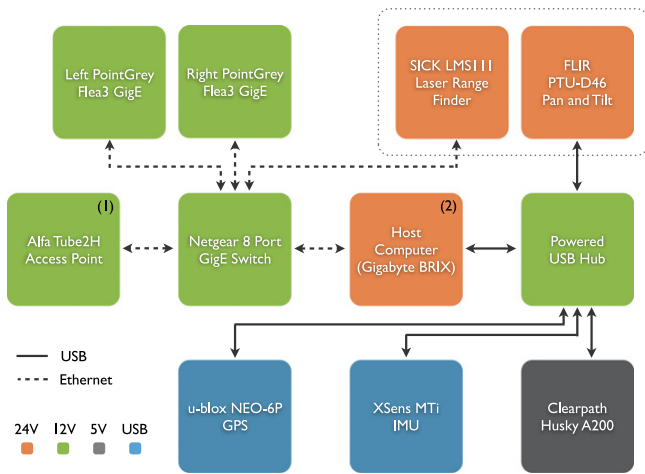 Left PointGrey
Flea3 GigE
Right PointGrey
Flea3 GigE
SICK LMS111
Laser Range
Finder
FLIR
PTU-D46
Pan and Tilt
(1)
Alfa Tube2H
Access Point
Netgear 8 Port
GigE Switch
(2)
Host
Computer
(Gigabyte BRIX)
Powered
USB Hub
USB
Ethernet
24V
12V
5V
USB
u-blox NEO-6P
GPS
XSens MTi
IMU
Clearpath
Husky A200